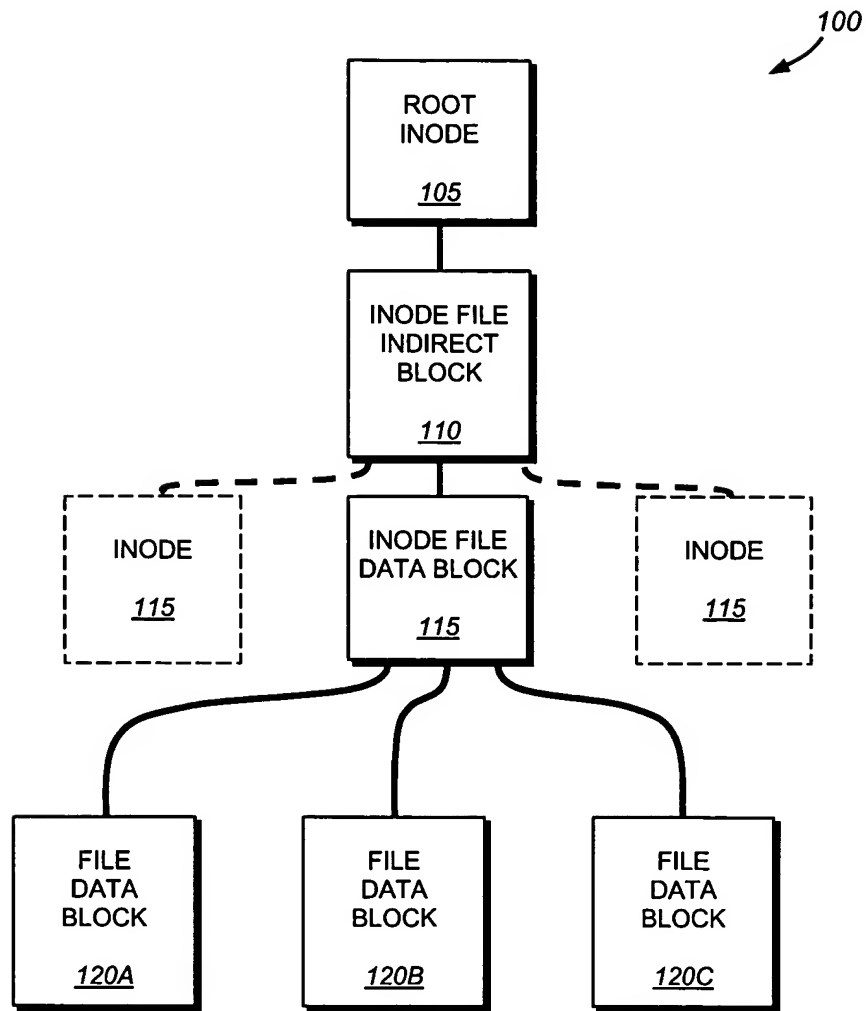 100
ROOT
INODE
105
INODE FILE
INDIRECT
BLOCK
110
INODE
115
INODE FILE
DATA BLOCK
115
INODE
115
FILE
DATA
BLOCK
120A
FILE
DATA
BLOCK
120B
FILE
DATA
BLOCK
120C